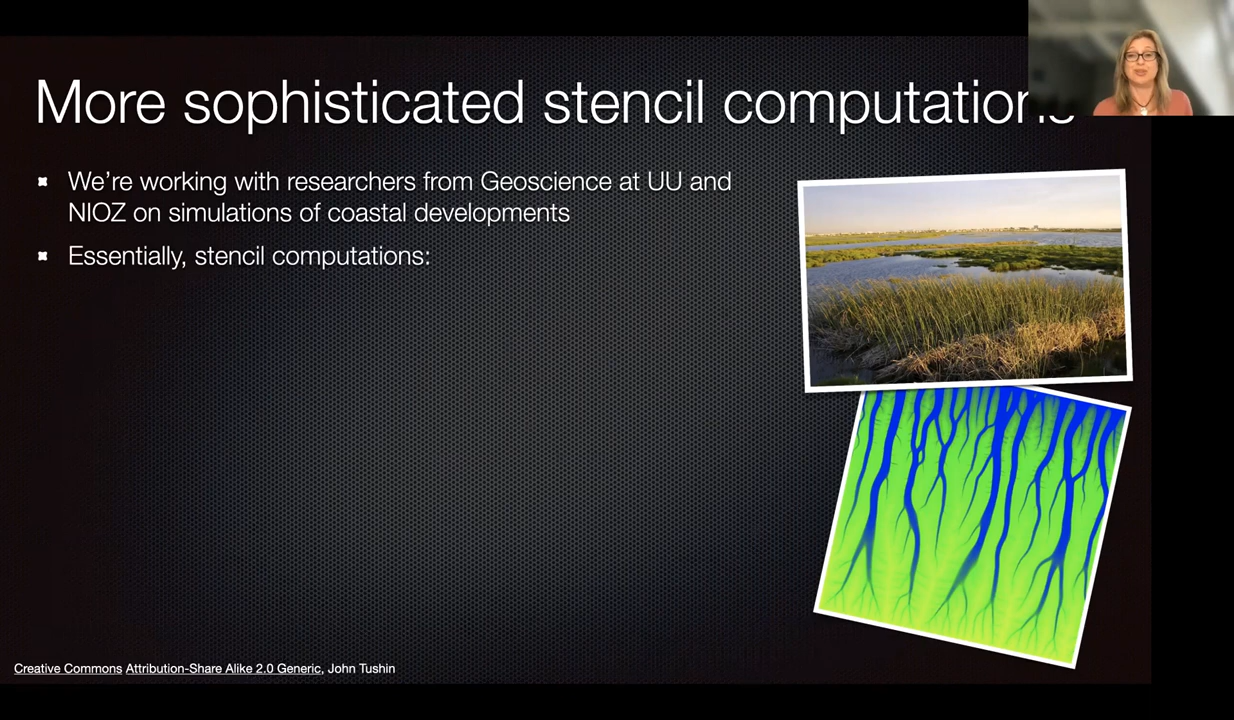 More sophisticated stencil computations
We're working with researchers from Geoscience at UU and
NIOZ on simulations of coastal developments
Essentially, stencil computations:
Creative Commons Attribution-Share Alike 2.0 Generic, John Tushin